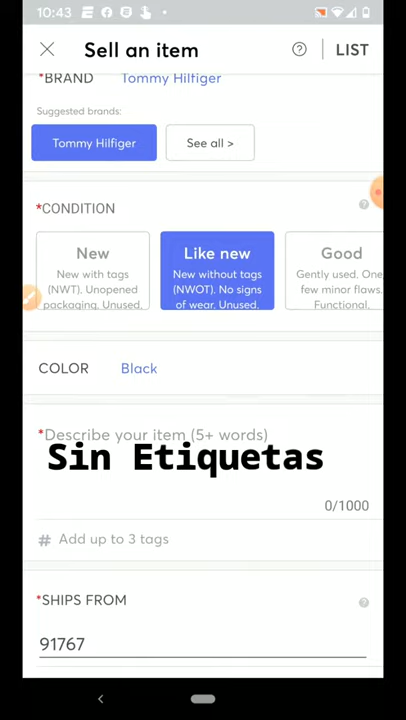 10:43
Sell an item
LIST
*BRAND
Tommy Hilfiger
Suggested brands:
Tommy Hilfiger
See all >
*CONDITION
New
New with tags
(NWT). Unopened
packaging. Unused.
Like new
New without tags
(NWOT). No signs
of wear. Unused.
Good
Gently used. One
few minor flaws.
Functional.
COLOR
Black
*Describe your item (5+ words)
Sin Etiquetas
0/1000
# Add up to 3 tags
*SHIPS FROM
91767